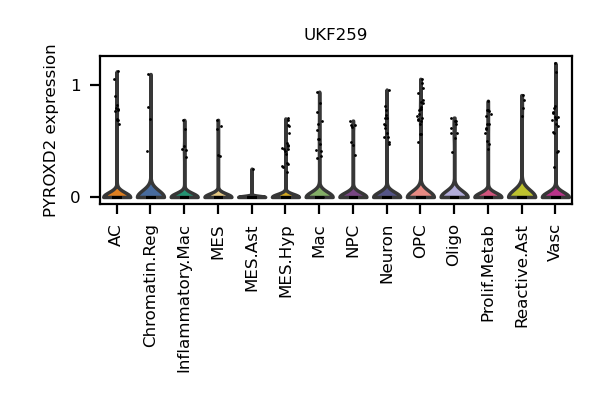 UKF259
PYROXD2 expression
1
0
AC
Chromatin.Reg
Inflammatory.Mac
MES
MES.Ast
MES.Hyp
Mac
NPC
Neuron
OPC
Oligo
Prolif.Metab
Reactive.Ast
Vasc